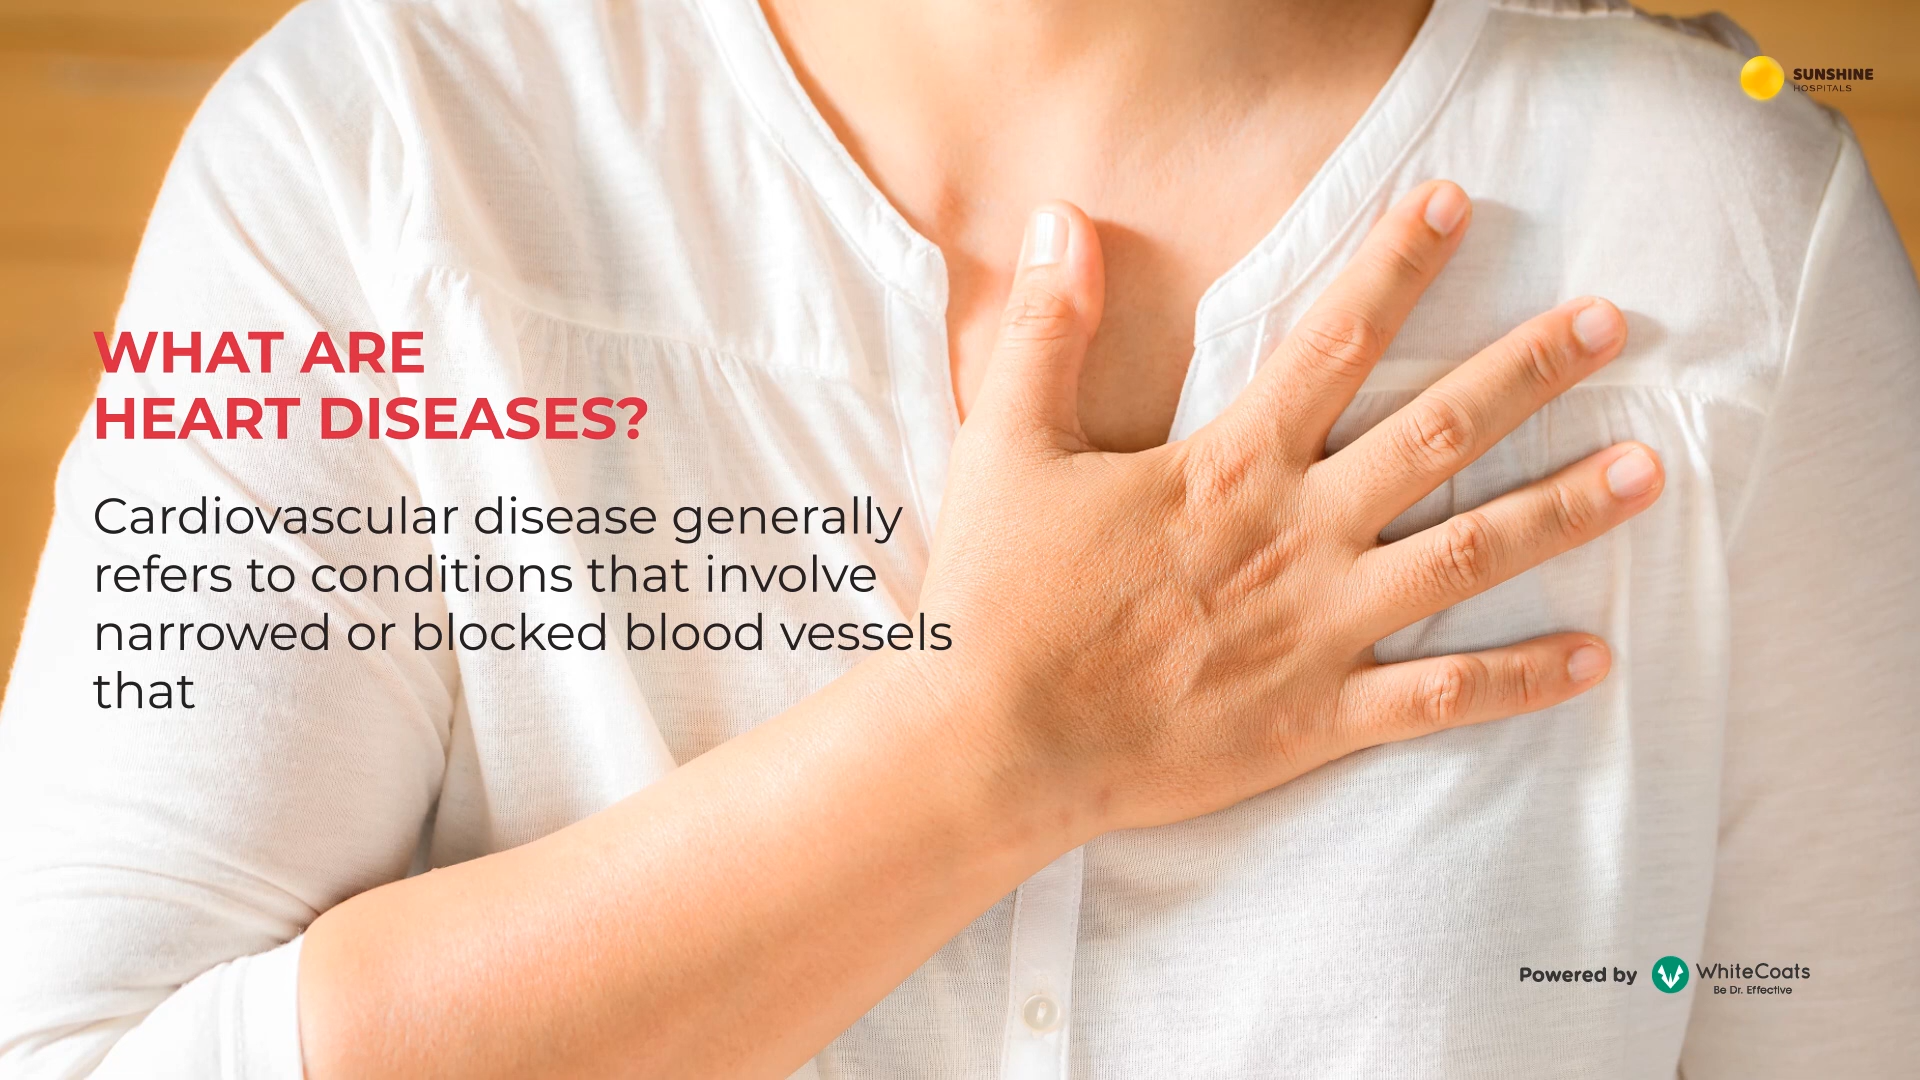 SUNSHINE
HOSPITALS
WHAT ARE
HEART DISEASES?
Cardiovascular disease generally
refers to conditions that involve
narrowed or blocked blood vessels
that
Powered by WhiteCoats
Be Dr. Effective